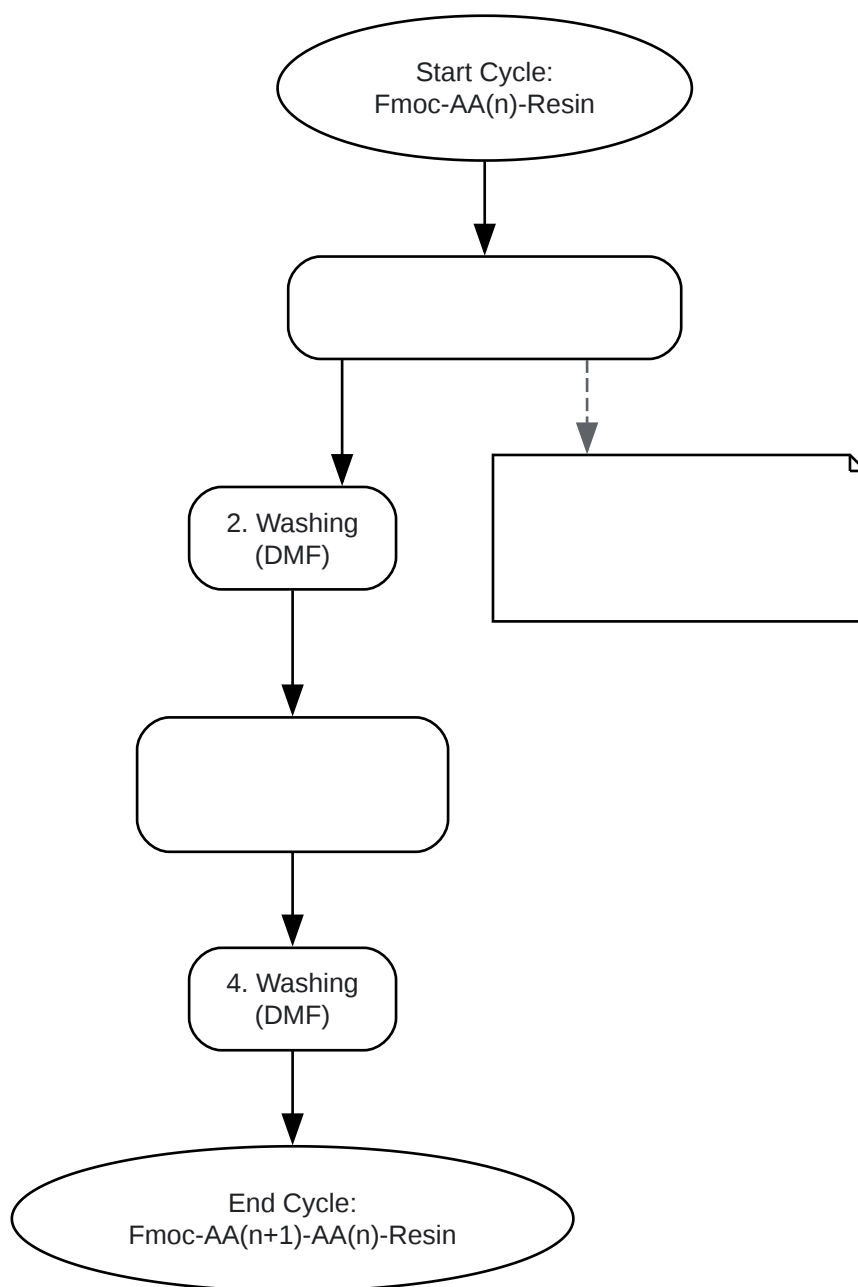 Start Cycle:
Fmoc-AA(n)-Resin
2. Washing
(DMF)
4. Washing
(DMF)
End Cycle:
Fmoc-AA(n+1)-AA(n)-Resin